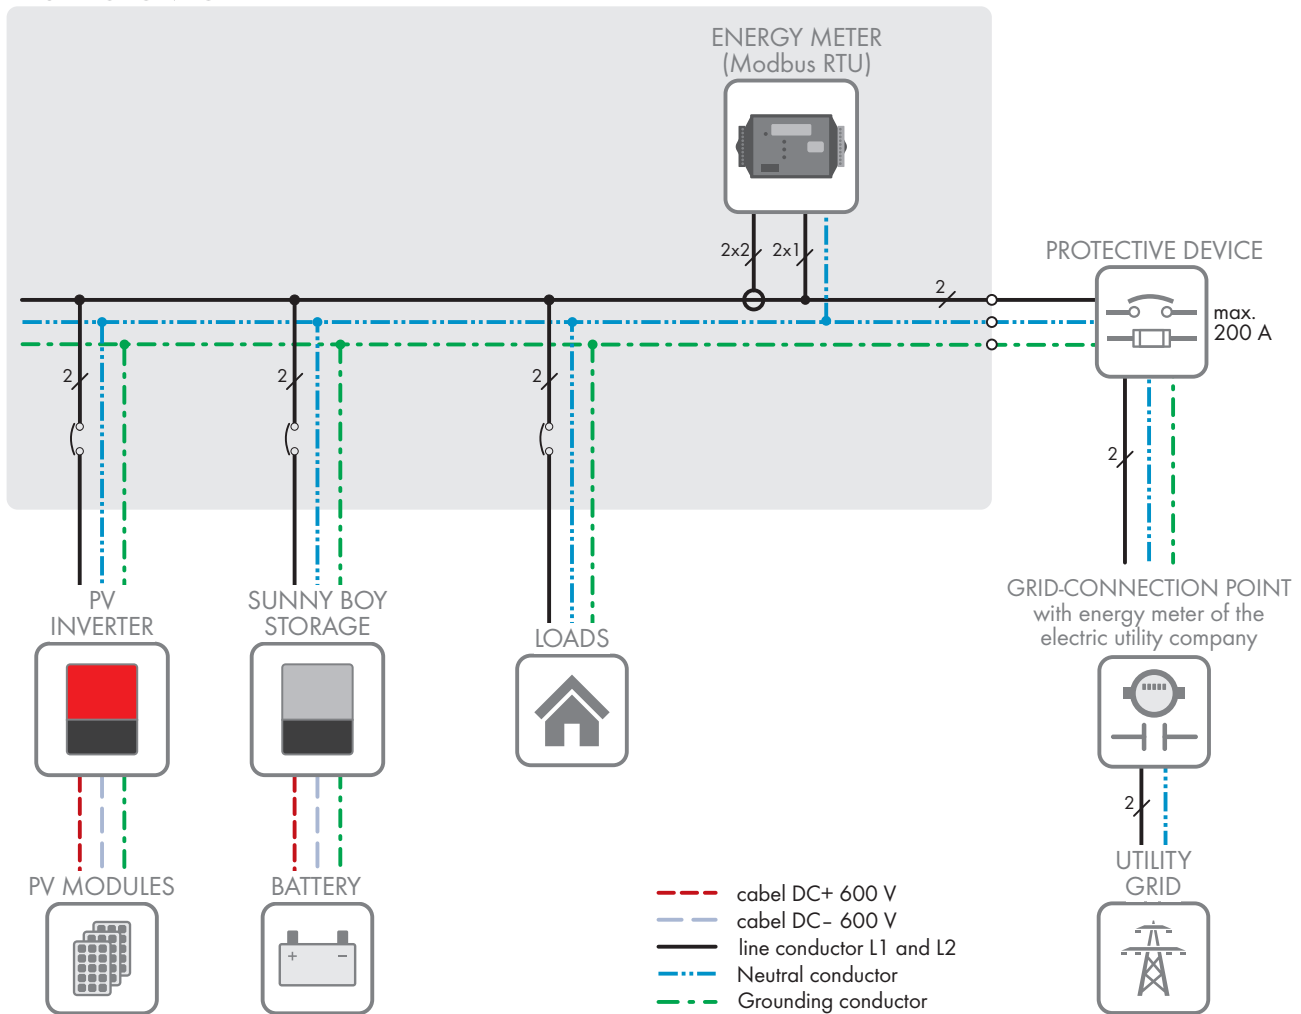 ENERGY METER
(Modbus RTU)
2x2
2x1
PROTECTIVE DEVICE
2
max.
200 A
2
2
2
2
GRID-CONNECTION POINT
with energy meter of the
electric utility company
PV
INVERTER
SUNNY BOY
STORAGE
LOADS
2
UTILITY
GRID
PV MODULES
BATTERY
+
−
cabel DC+ 600 V
cabel DC– 600 V
line conductor L1 and L2
Neutral conductor
Grounding conductor